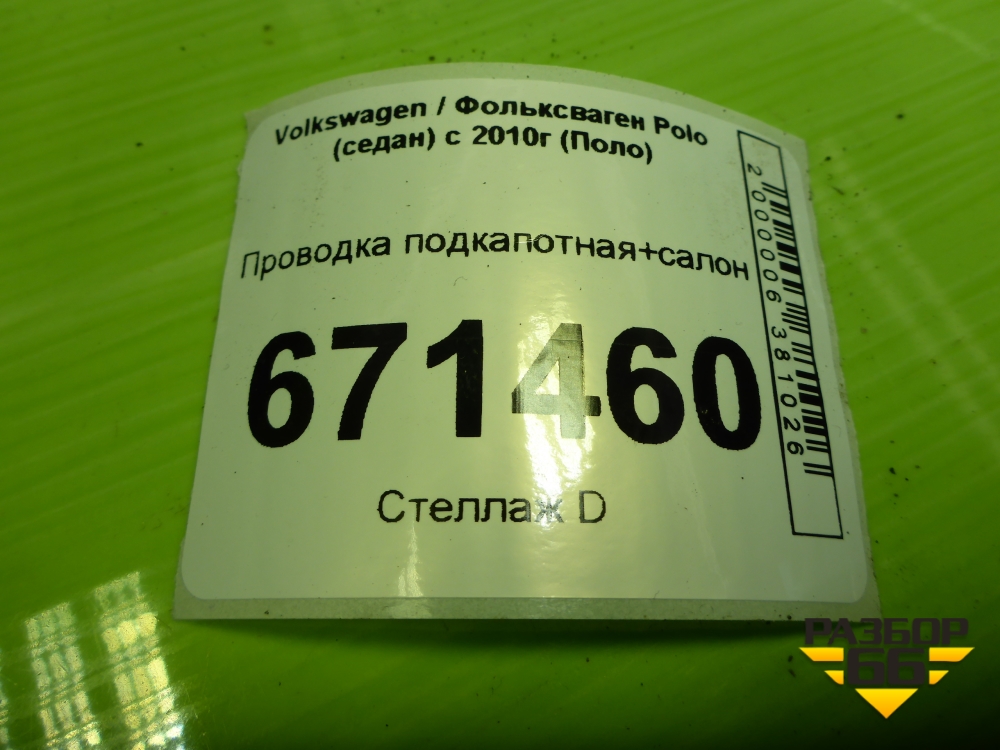 Volkswagen / Фольксваген Polo
(седан) с 2010г (Поло)
Проводка подкапотная+салон
671460
Стеллаж D
2000006381026
РАЗБОР
66